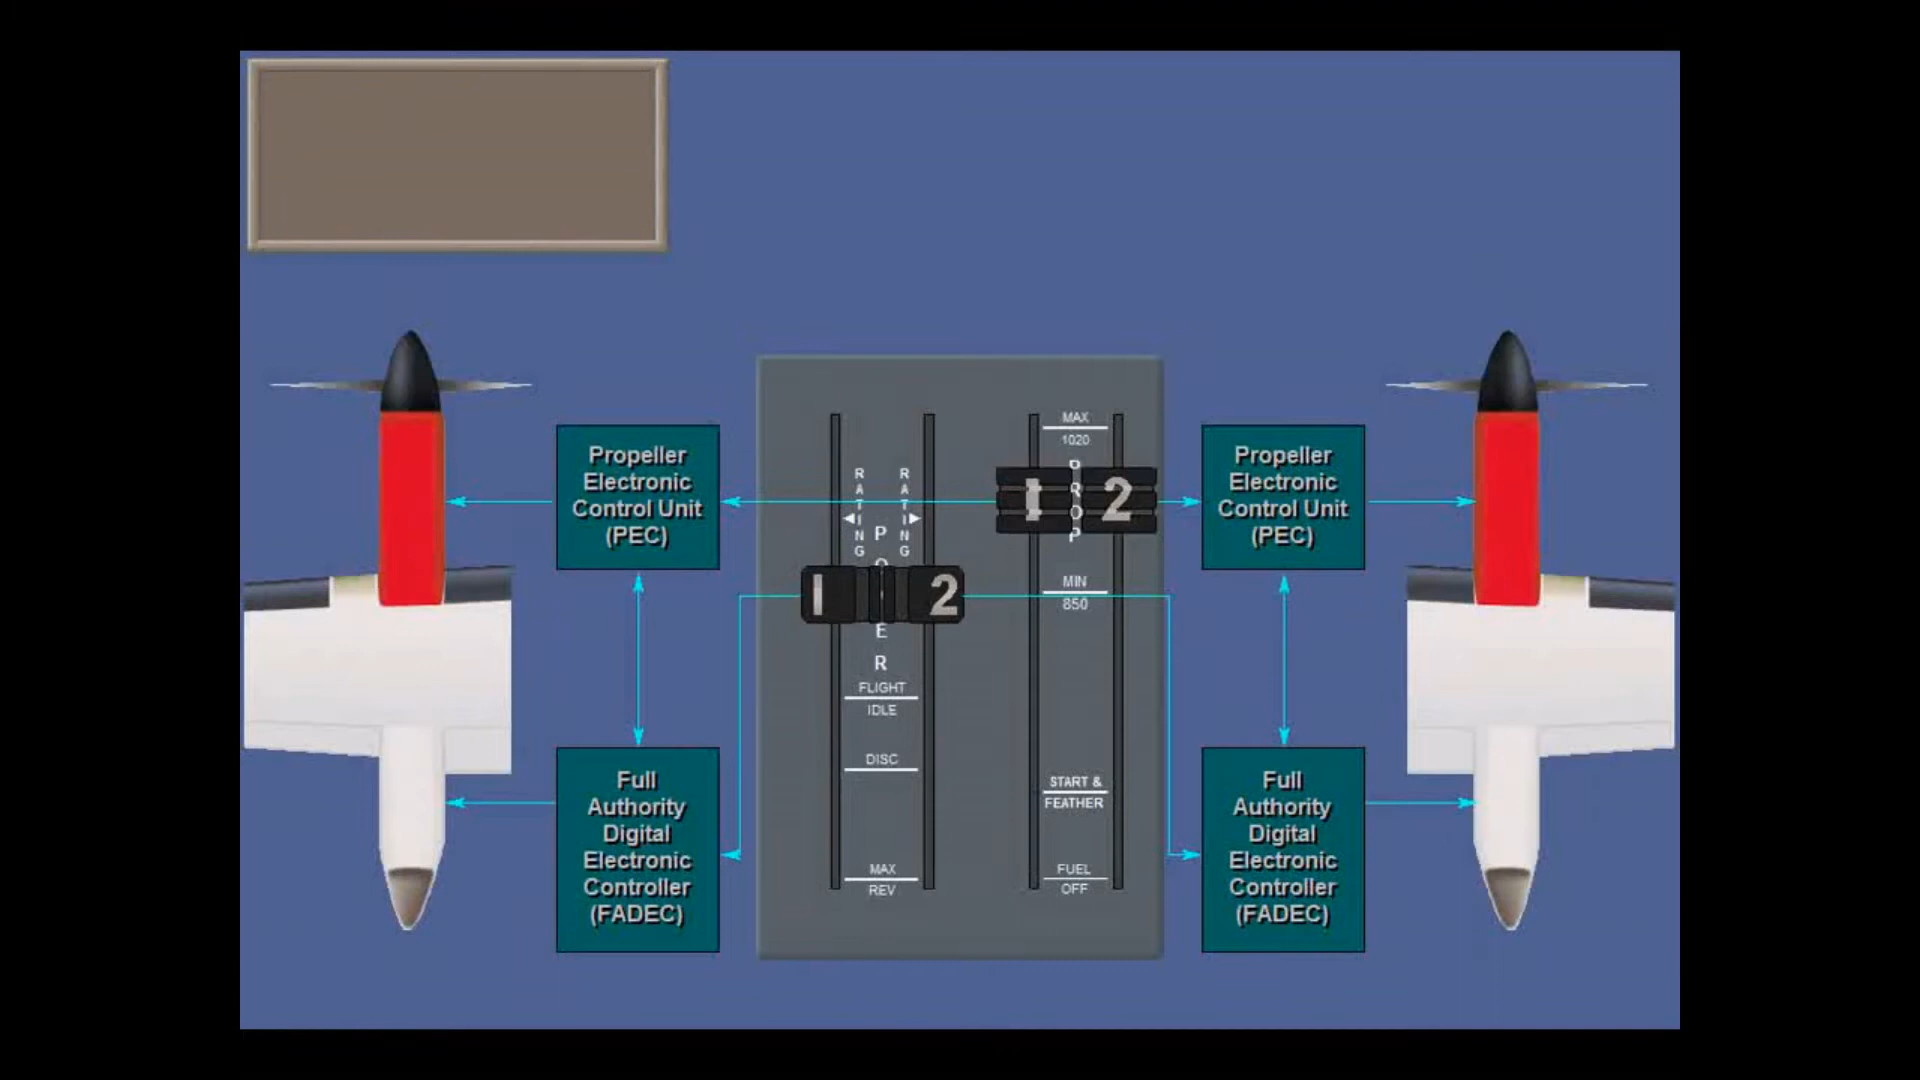 Propeller
Electronic
Control Unit
(PEC)
Full
Authority
Digital
Electronic
Controller
(FADEC)
RATING
RATING
1
2
P
O
E
R
FLIGHT
IDLE
DISC
MAX
REV
MAX
1020
1
2
PROP
MIN
850
START &
FEATHER
FUEL
OFF
Propeller
Electronic
Control Unit
(PEC)
Full
Authority
Digital
Electronic
Controller
(FADEC)